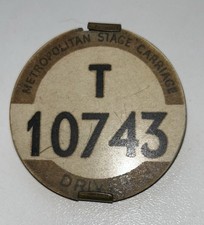 METROPOLITAN STAGE CARRIAGE
T
10743
DRIVER